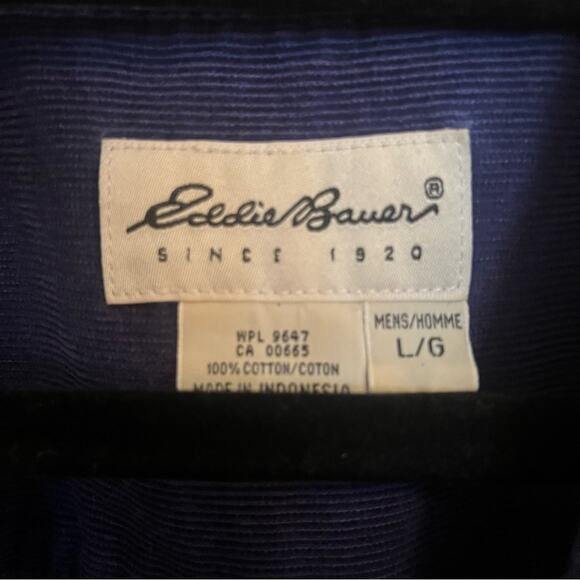 Eddie Bauer®
SINCE 1920
WPL 9647
CA 00665
100% COTTON/COTON
MADE IN INDONESIA
MENS/HOMME
L/G